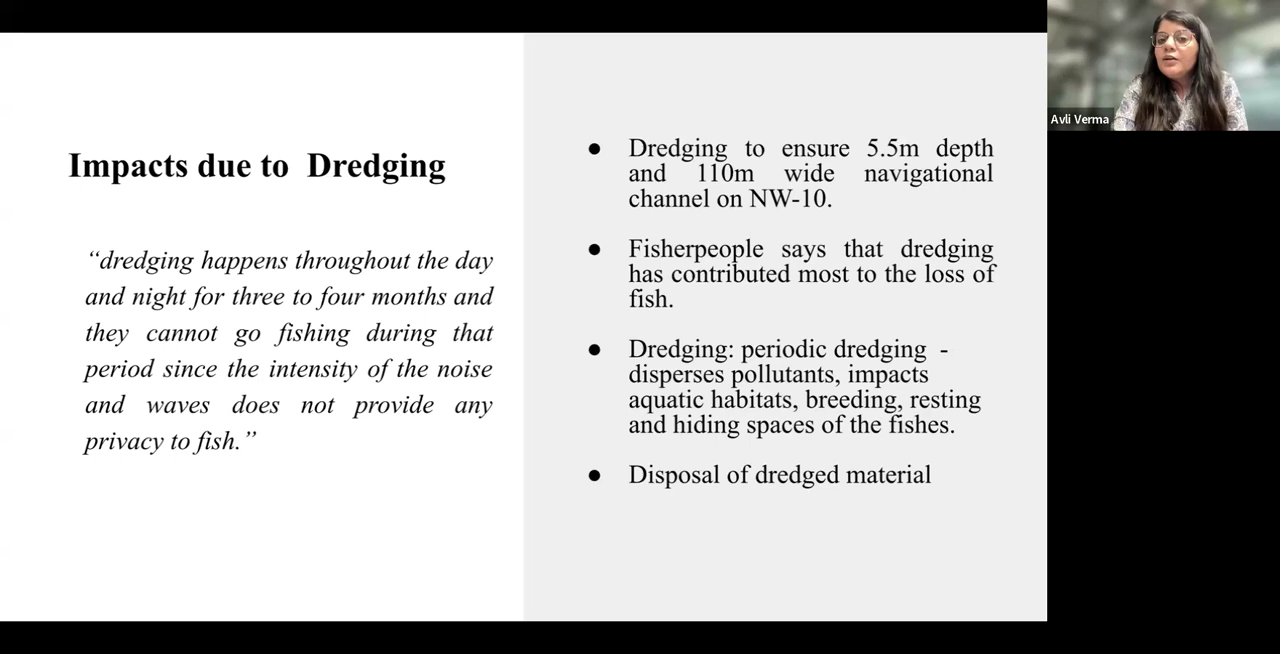 Impacts due to  Dredging
“dredging happens throughout the day
and night for three to four months and
they cannot go fishing during that
period since the intensity of the noise
and waves does not provide any
privacy to fish.”
● Dredging to ensure 5.5m depth
and 110m wide navigational
channel on NW-10.
● Fisherpeople says that dredging
has contributed most to the loss of
fish.
● Dredging: periodic dredging  -
disperses pollutants, impacts
aquatic habitats, breeding, resting
and hiding spaces of the fishes.
● Disposal of dredged material
Avli Verma